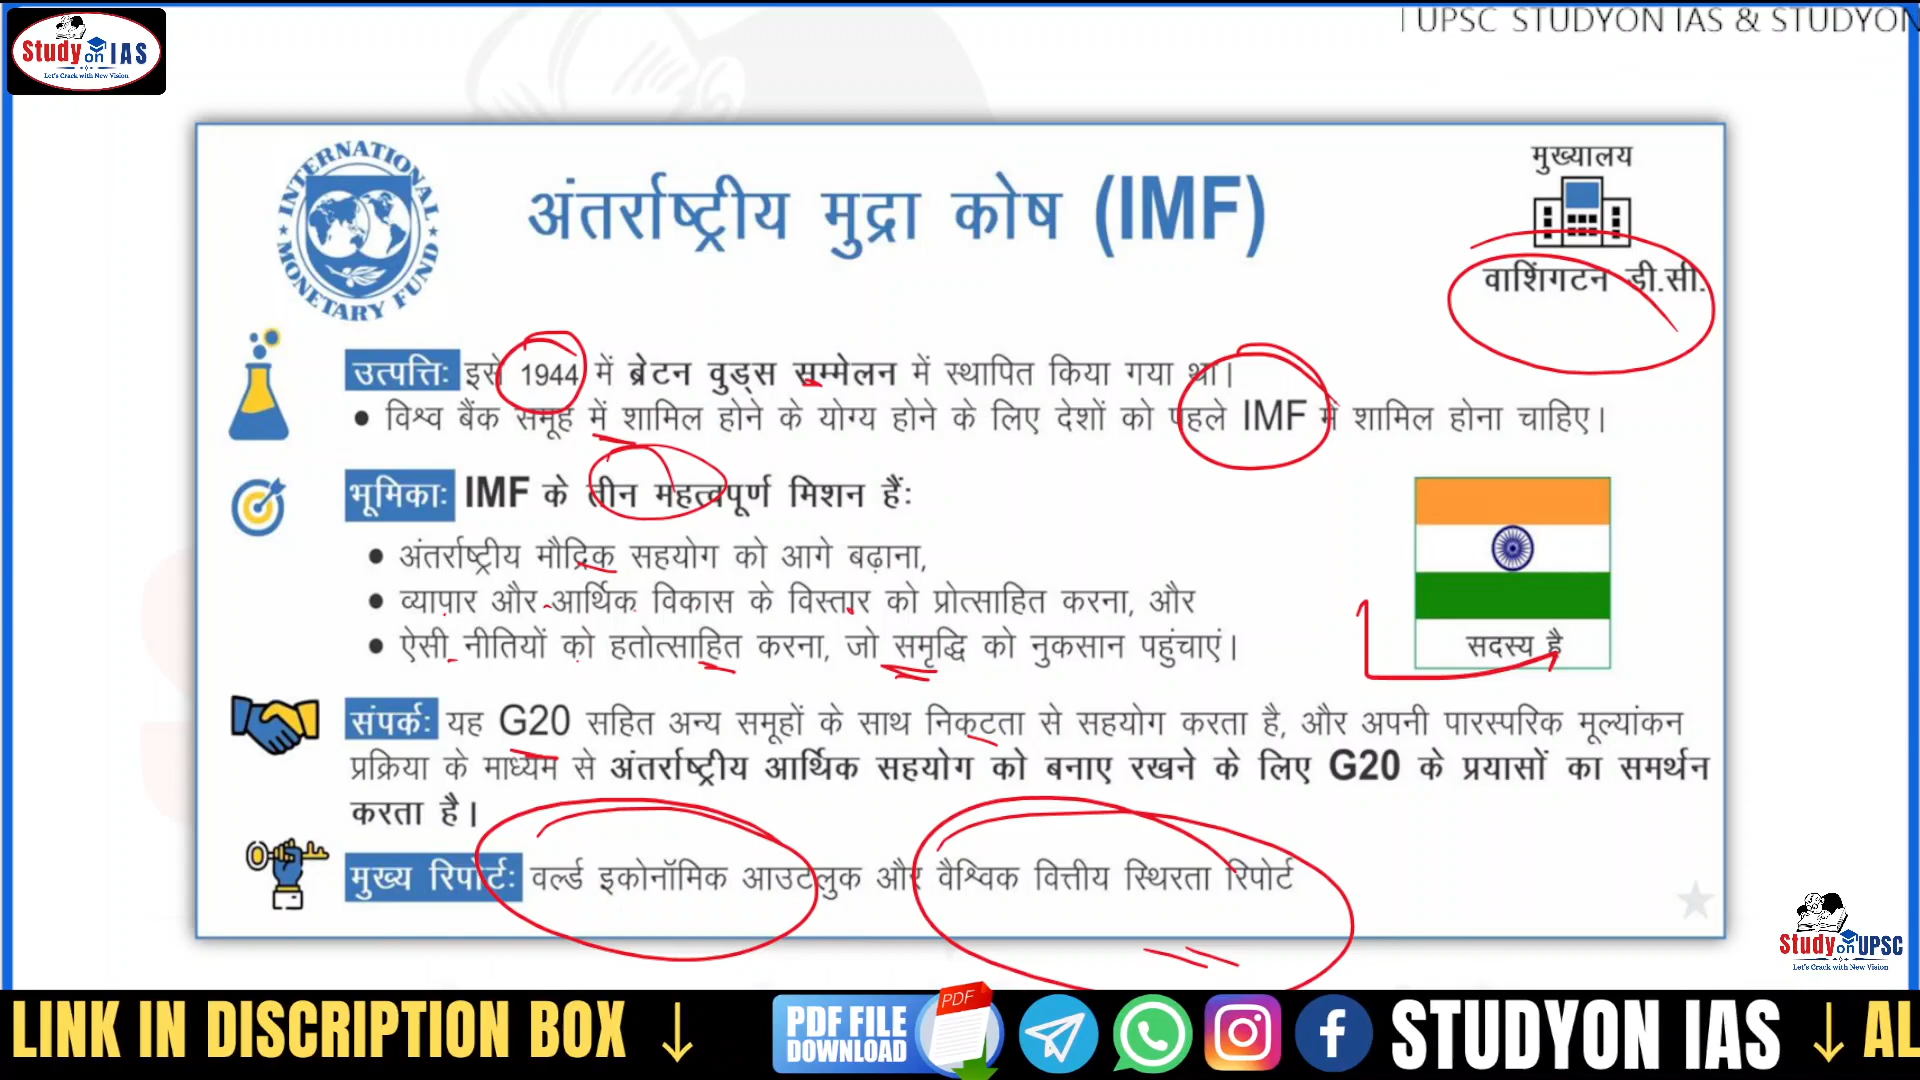 UPSC STUDYON IAS & STUDYON
Study on IAS
Let's Crack with New Vision
INTERNATIONAL MONETARY FUND
अंतर्राष्ट्रीय मुद्रा कोष (IMF)
मुख्यालय
वाशिंगटन डी.सी.
उत्पत्ति: इसे 1944 में ब्रेटन वुड्स सम्मेलन में स्थापित किया गया था।
• विश्व बैंक समूह में शामिल होने के योग्य होने के लिए देशों को पहले IMF में शामिल होना चाहिए।
भूमिका: IMF के तीन महत्वपूर्ण मिशन हैं:
• अंतर्राष्ट्रीय मौद्रिक सहयोग को आगे बढ़ाना,
• व्यापार और आर्थिक विकास के विस्तार को प्रोत्साहित करना, और
• ऐसी नीतियों को हतोत्साहित करना, जो समृद्धि को नुकसान पहुंचाएं।
सदस्य है
संपर्क: यह G20 सहित अन्य समूहों के साथ निकटता से सहयोग करता है, और अपनी पारस्परिक मूल्यांकन
प्रक्रिया के माध्यम से अंतर्राष्ट्रीय आर्थिक सहयोग को बनाए रखने के लिए G20 के प्रयासों का समर्थन
करता है।
मुख्य रिपोर्ट: वर्ल्ड इकोनॉमिक आउटलुक और वैश्विक वित्तीय स्थिरता रिपोर्ट
Study on UPSC
Let's Crack with New Vision
LINK IN DISCRIPTION BOX ↓
PDF FILE
DOWNLOAD
PDF
STUDYON IAS ↓ AL